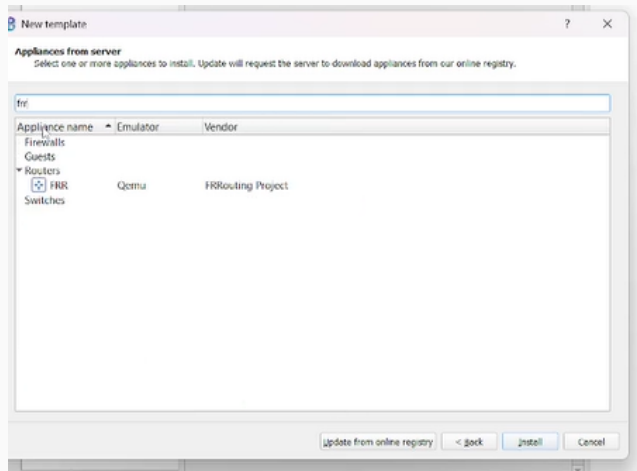 New template
?
Appliances from server
Select one or more appliances to install. Update will request the server to download appliances from our online registry.
frr
Appliance name Emulator Vendor
Firewalls
Guests
Routers
FRR Qemu FRRouting Project
Switches
Update from online registry < Back Install Cancel